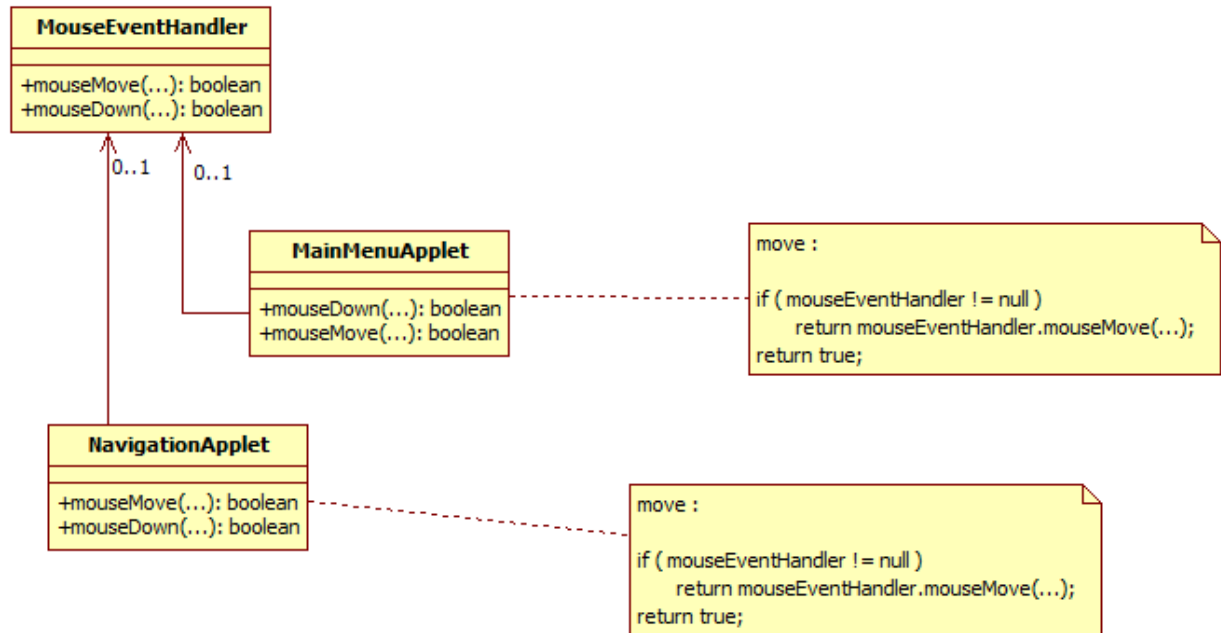 MouseEventHandler
+mouseMove(...): boolean
+mouseDown(...): boolean
0..1
0..1
MainMenuApplet
+mouseDown(...): boolean
+mouseMove(...): boolean
move :
if ( mouseEventHandler != null )
return mouseEventHandler.mouseMove(...);
return true;
NavigationApplet
+mouseMove(...): boolean
+mouseDown(...): boolean
move :
if ( mouseEventHandler != null )
return mouseEventHandler.mouseMove(...);
return true;